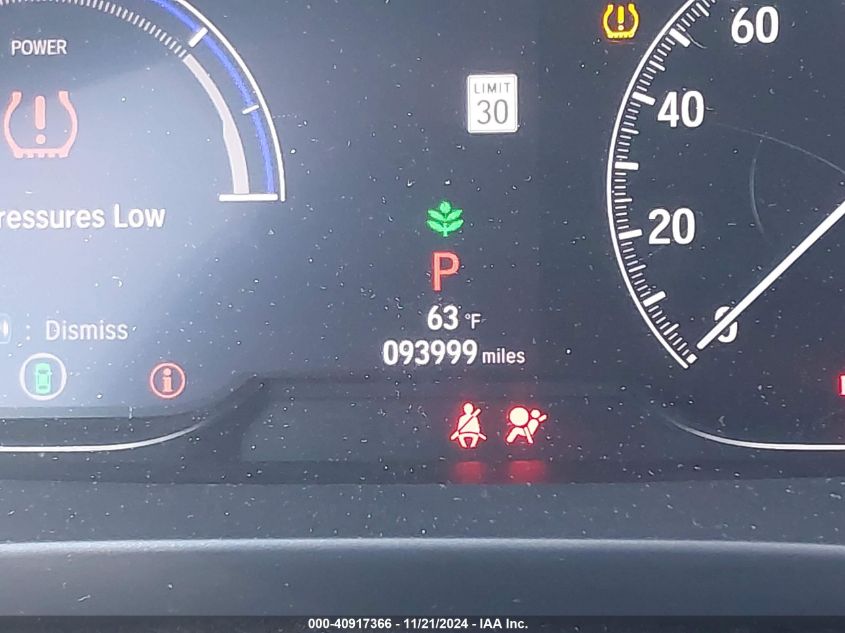 POWER
60
LIMIT
30
40
ressures Low
20
P
63 °F
0
: Dismiss
093999 miles
000-40917366 - 11/21/2024 - IAA Inc.